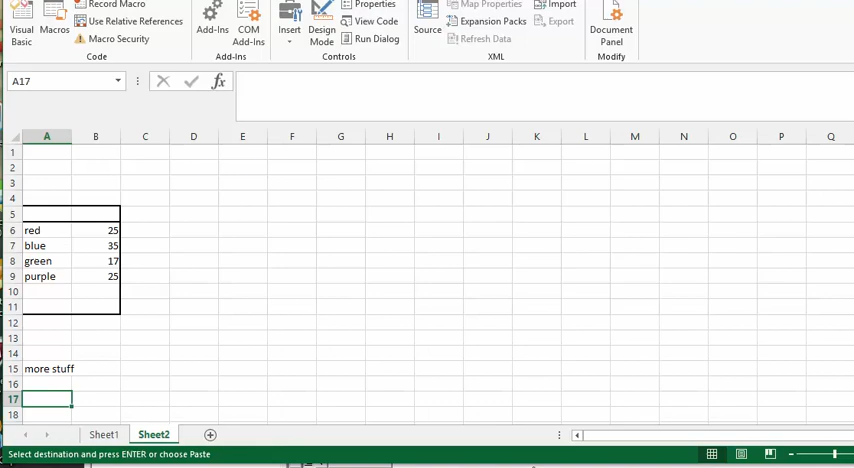 Record Macro
Use Relative References
Macro Security
Visual Basic
Macros
Code
Add-Ins
COM Add-Ins
Add-Ins
Insert
Design Mode
Properties
View Code
Run Dialog
Controls
Source
Map Properties
Expansion Packs
Refresh Data
Import
Export
XML
Document Panel
Modify
A17
fx
A B C D E F G H I J K L M N O P Q
1
2
3
4
5
6 red 25
7 blue 35
8 green 17
9 purple 25
10
11
12
13
14
15 more stuff
16
17
18
Sheet1 Sheet2
Select destination and press ENTER or choose Paste